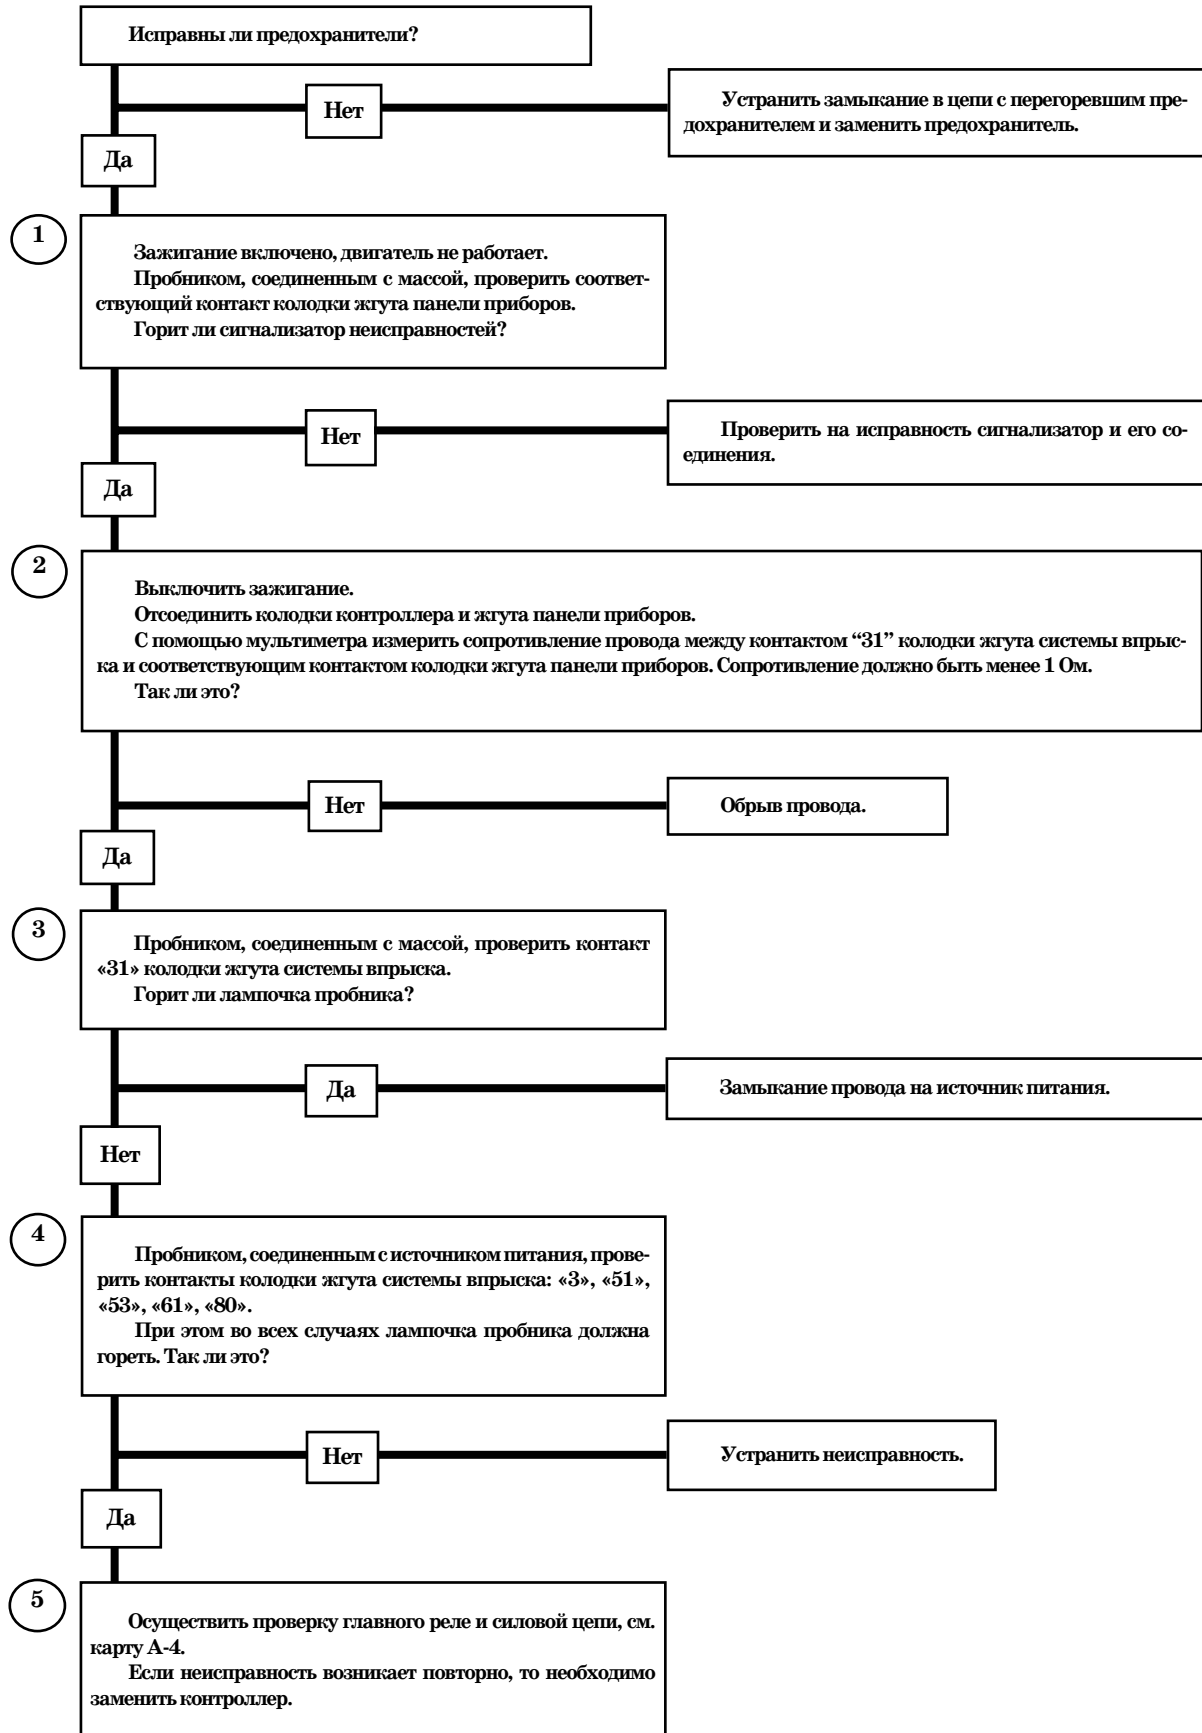 Исправны ли предохранители?
Нет
Устранить замыкание в цепи с перегоревшим пре-
дохранителем и заменить предохранитель.
Да
1
Зажигание включено, двигатель не работает.
Пробником, соединенным с массой, проверить соответ-
ствующий контакт колодки жгута панели приборов.
Горит ли сигнализатор неисправностей?
Нет
Проверить на исправность сигнализатор и его со-
единения.
Да
2
Выключить зажигание.
Отсоединить колодки контроллера и жгута панели приборов.
С помощью мультиметра измерить сопротивление провода между контактом “31” колодки жгута системы впрыс-
ка и соответствующим контактом колодки жгута панели приборов. Сопротивление должно быть менее 1 Ом.
Так ли это?
Нет
Обрыв провода.
Да
3
Пробником, соединенным с массой, проверить контакт
«31» колодки жгута системы впрыска.
Горит ли лампочка пробника?
Да
Замыкание провода на источник питания.
Нет
4
Пробником, соединенным с источником питания, прове-
рить контакты колодки жгута системы впрыска: «3», «51»,
«53», «61», «80».
При этом во всех случаях лампочка пробника должна
гореть. Так ли это?
Нет
Устранить неисправность.
Да
5
Осуществить проверку главного реле и силовой цепи, см.
карту А-4.
Если неисправность возникает повторно, то необходимо
заменить контроллер.